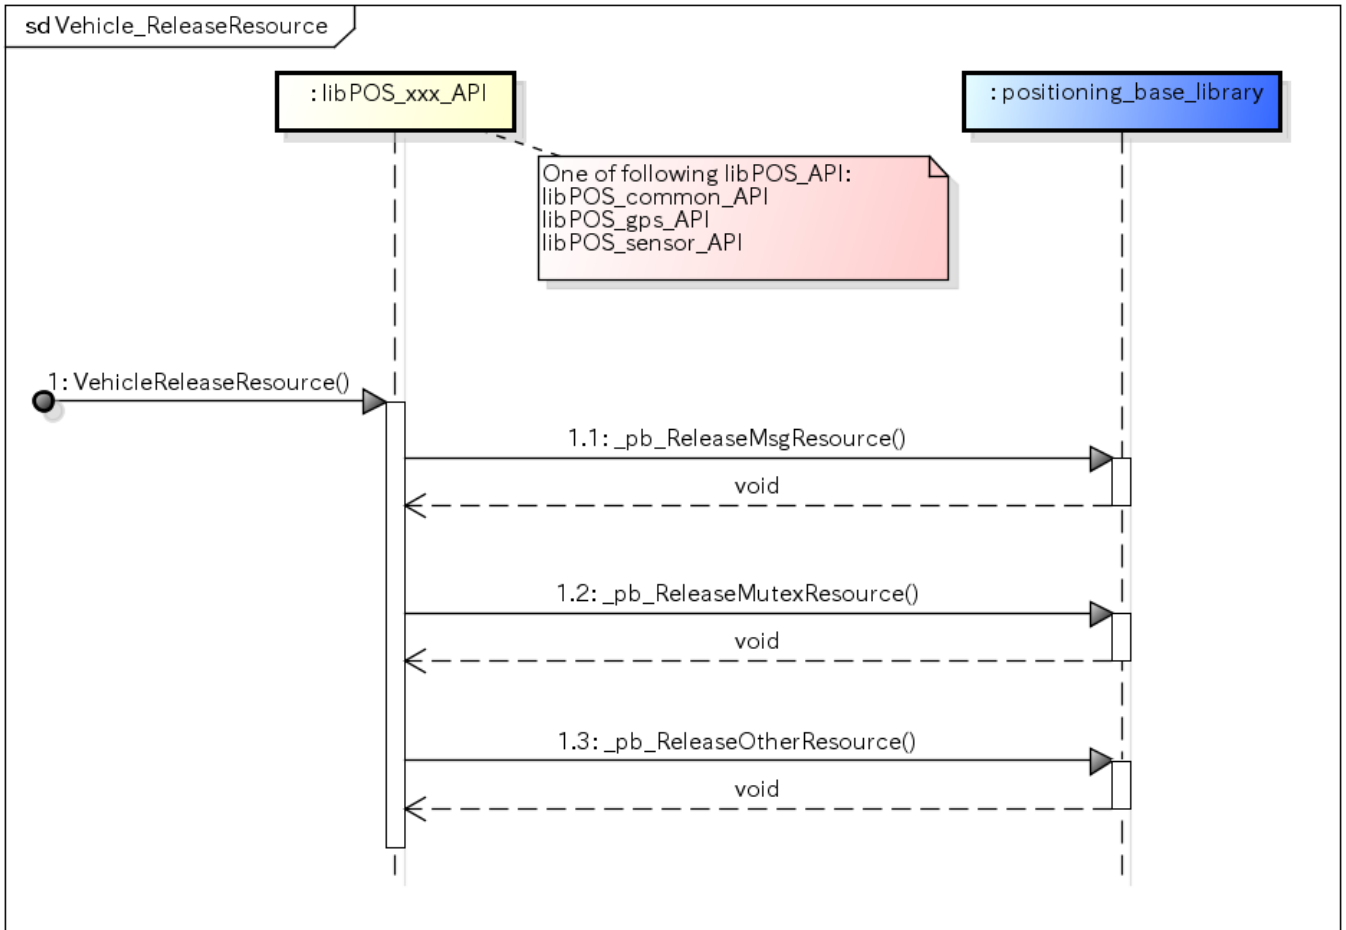 sd Vehicle_ReleaseResource
: libPOS_xxx_API
: positioning_base_library
One of following libPOS_API:
libPOS_common_API
libPOS_gps_API
libPOS_sensor_API
1: VehicleReleaseResource()
1.1: _pb_ReleaseMsgResource()
void
1.2: _pb_ReleaseMutexResource()
void
1.3: _pb_ReleaseOtherResource()
void